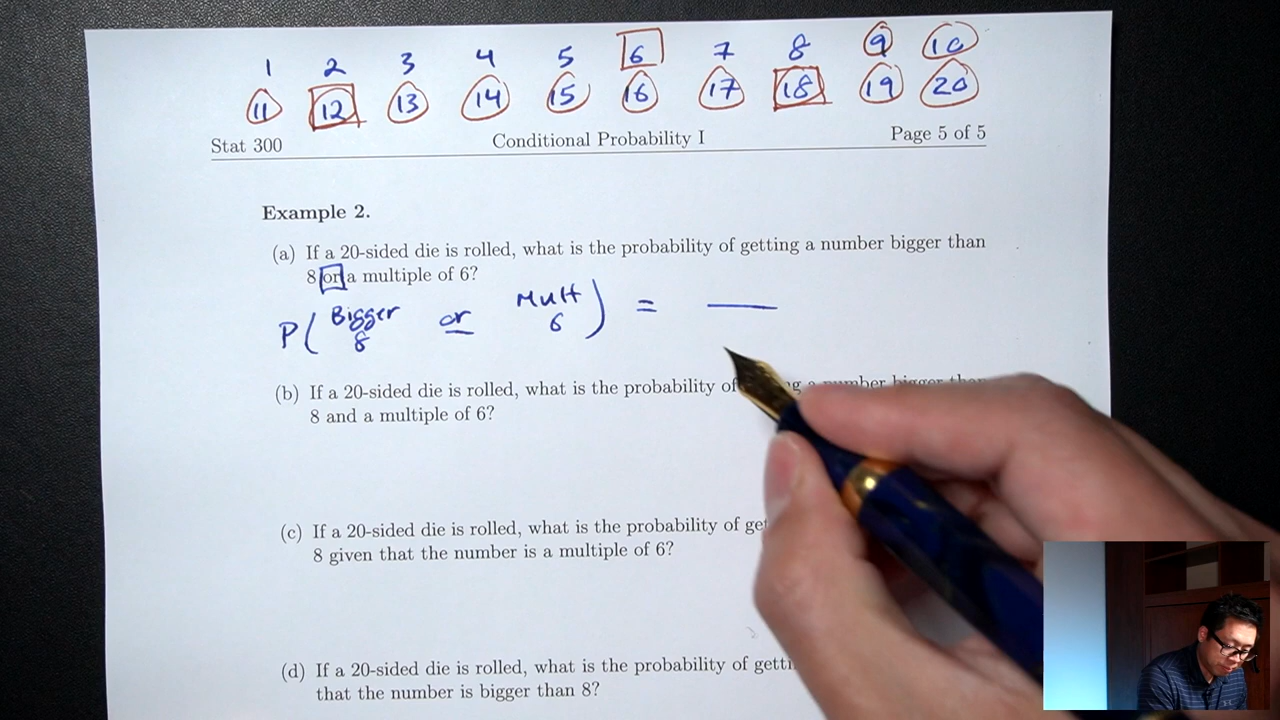 1 2 3 4 5 6 7 8 9 10
11 12 13 14 15 16 17 18 19 20
Stat 300 Conditional Probability I Page 5 of 5
Example 2.
(a) If a 20-sided die is rolled, what is the probability of getting a number bigger than
8 or a multiple of 6?
P( Bigger 8 or Mult 6 ) =
(b) If a 20-sided die is rolled, what is the probability of
8 and a multiple of 6?
(c) If a 20-sided die is rolled, what is the probability of
8 given that the number is a multiple of 6?
(d) If a 20-sided die is rolled, what is the probability of
that the number is bigger than 8?